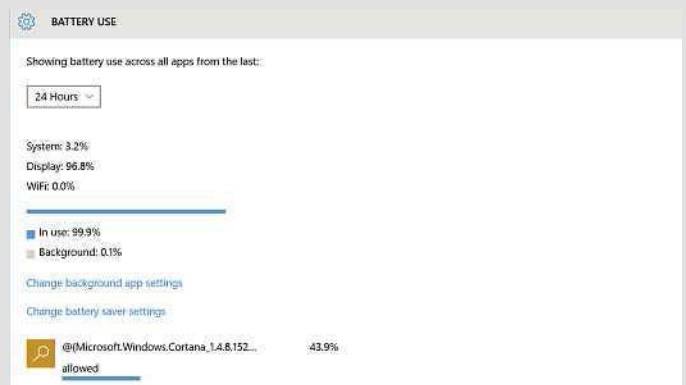 BATTERY USE
Showing battery use across all apps from the last:
24 Hours
System: 3.2%
Display: 96.8%
WiFi: 0.0%
In use: 99.9%
Background: 0.1%
Change background app settings
Change battery saver settings
@{Microsoft.Windows.Cortana_1.4.8.152... 43.9%
allowed